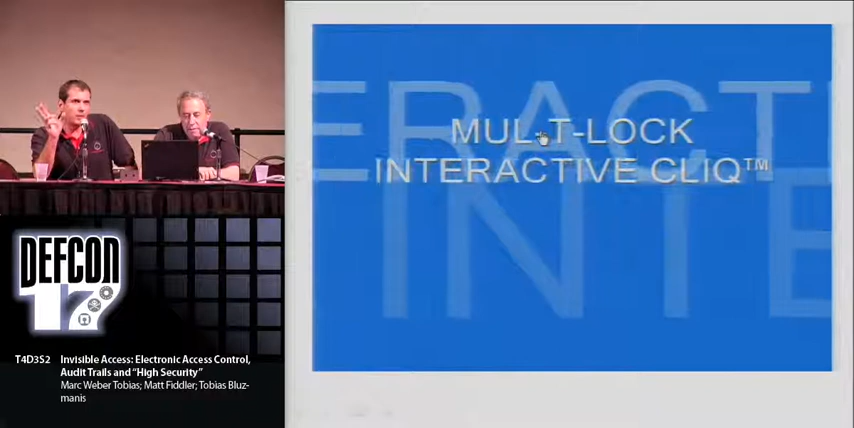 MUL-T-LOCK
INTERACTIVE CLIQ™
ERACTI
INTE
DEFCON
17
T4D3S2 Invisible Access: Electronic Access Control,
Audit Trails and “High Security”
Marc Weber Tobias; Matt Fiddler; Tobias Bluz-
manis